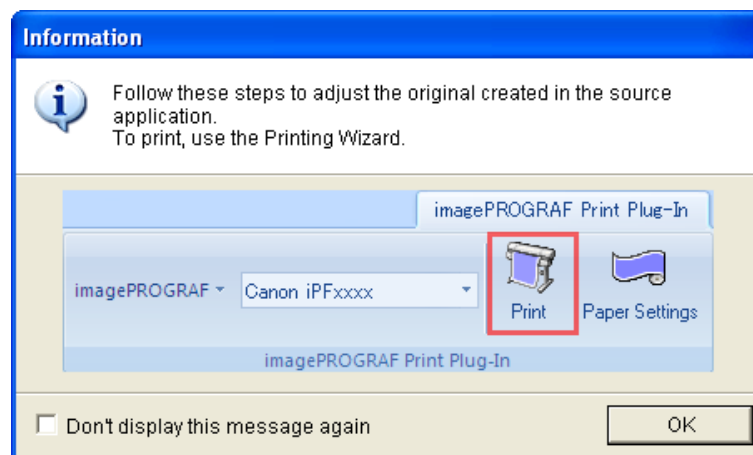 Information
Follow these steps to adjust the original created in the source
application.
To print, use the Printing Wizard.
imagePROGRAF Print Plug-In
imagePROGRAF
Canon iPFxxxx
Print
Paper Settings
imagePROGRAF Print Plug-In
Don't display this message again
OK